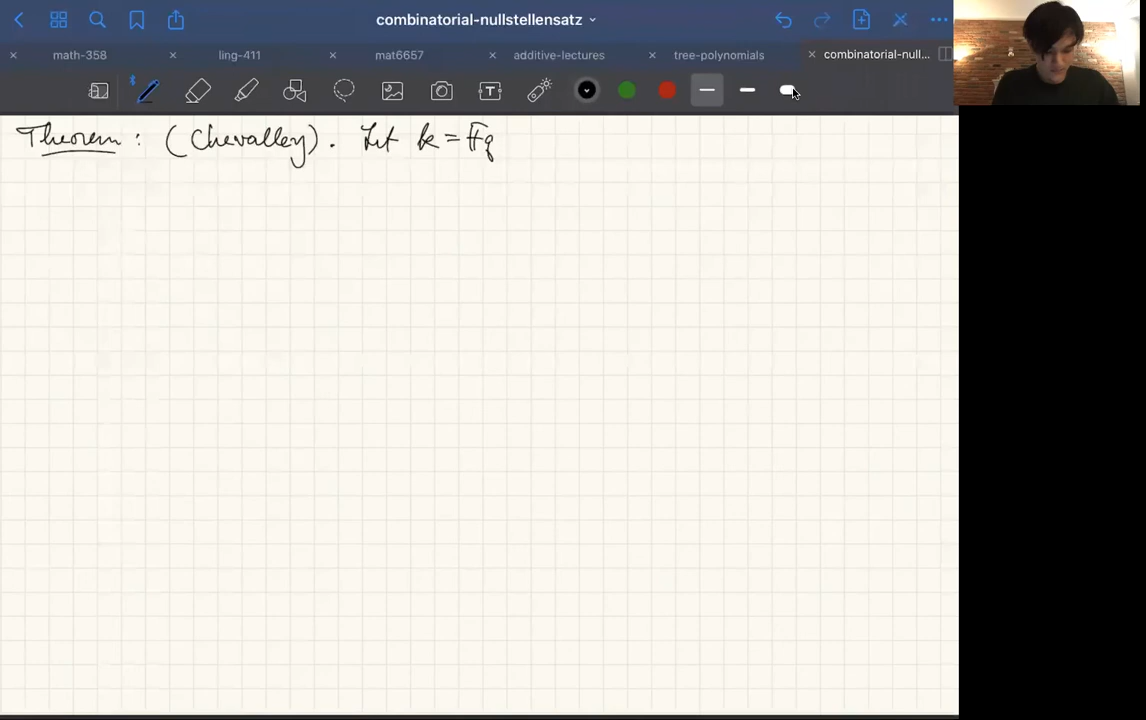 combinatorial-nullstellensatz
math-358
ling-411
mat6657
additive-lectures
tree-polynomials
combinatorial-null...
Theorem : (Chevalley). Let k = 𝔽q